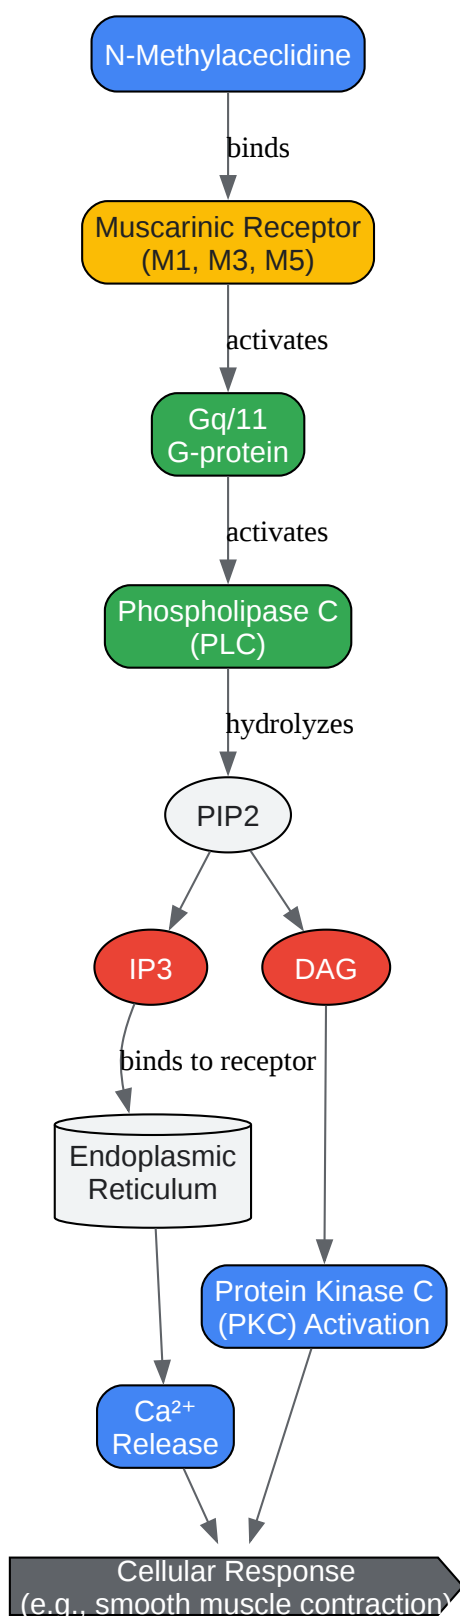 N-Methylaceclidine
binds
Muscarinic Receptor
(M1, M3, M5)
activates
Gq/11
G-protein
activates
Phospholipase C
(PLC)
hydrolyzes
PIP2
IP3
DAG
binds to receptor
Endoplasmic
Reticulum
Protein Kinase C
(PKC) Activation
Ca²⁺
Release
Cellular Response
(e.g., smooth muscle contraction)